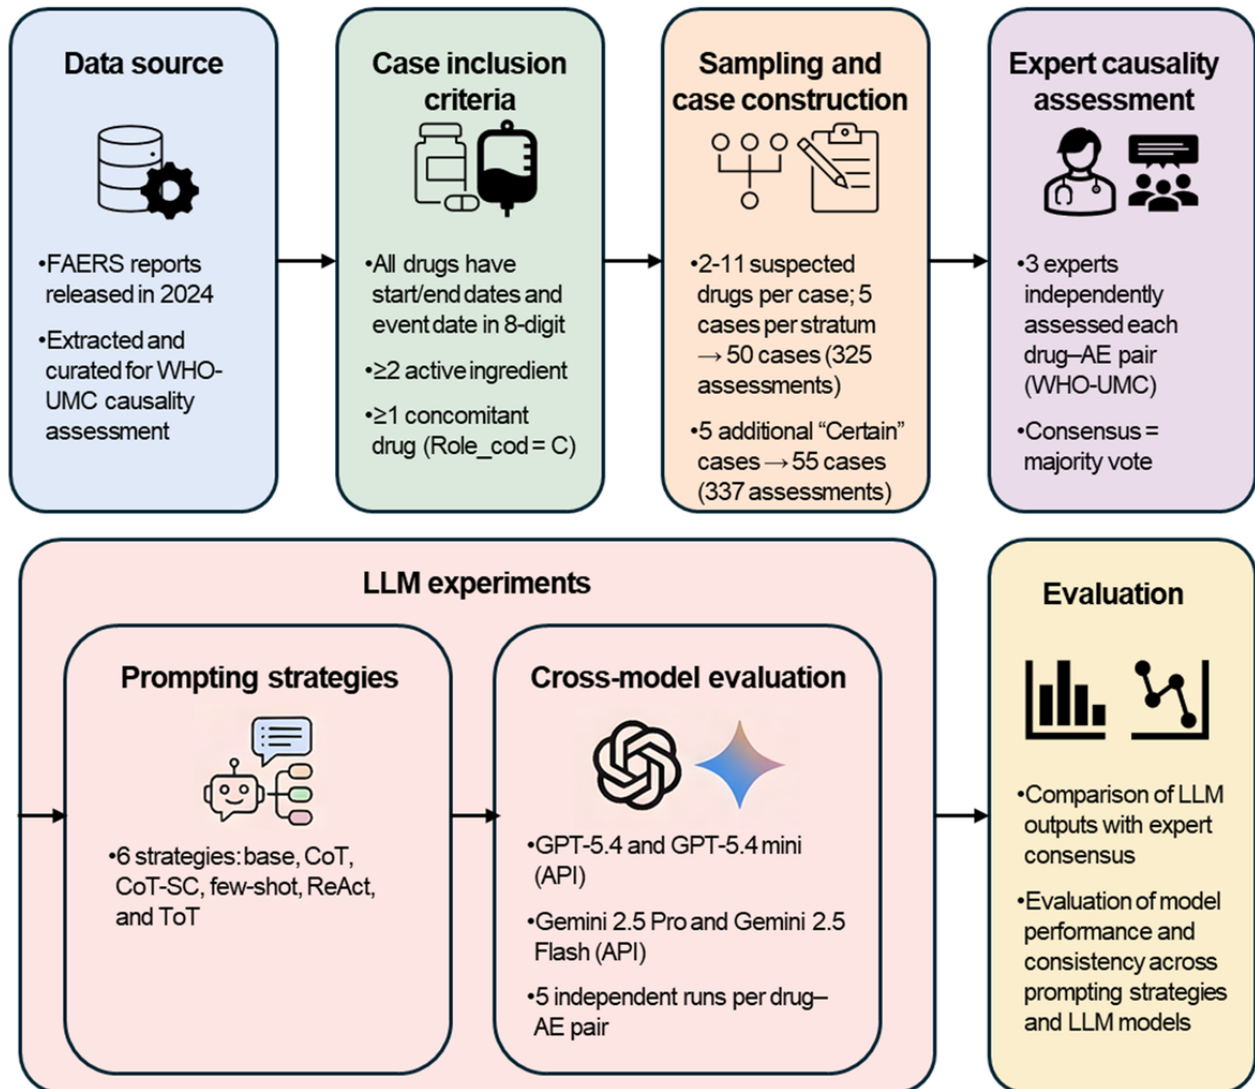 Data source
•FAERS reports
released in 2024
•Extracted and
curated for WHO-
UMC causality
assessment
Case inclusion
criteria
•All drugs have
start/end dates and
event date in 8-digit
•≥2 active ingredient
•≥1 concomitant
drug (Role_cod = C)
Sampling and
case construction
•2-11 suspected
drugs per case; 5
cases per stratum
→ 50 cases (325
assessments)
•5 additional “Certain”
cases → 55 cases
(337 assessments)
Expert causality
assessment
•3 experts
independently
assessed each
drug–AE pair
(WHO-UMC)
•Consensus =
majority vote
LLM experiments
Prompting strategies
•6 strategies: base, CoT,
CoT-SC, few-shot, ReAct,
and ToT
Cross-model evaluation
•GPT-5.4 and GPT-5.4 mini
(API)
•Gemini 2.5 Pro and Gemini 2.5
Flash (API)
•5 independent runs per drug–
AE pair
Evaluation
•Comparison of LLM
outputs with expert
consensus
•Evaluation of model
performance and
consistency across
prompting strategies
and LLM models